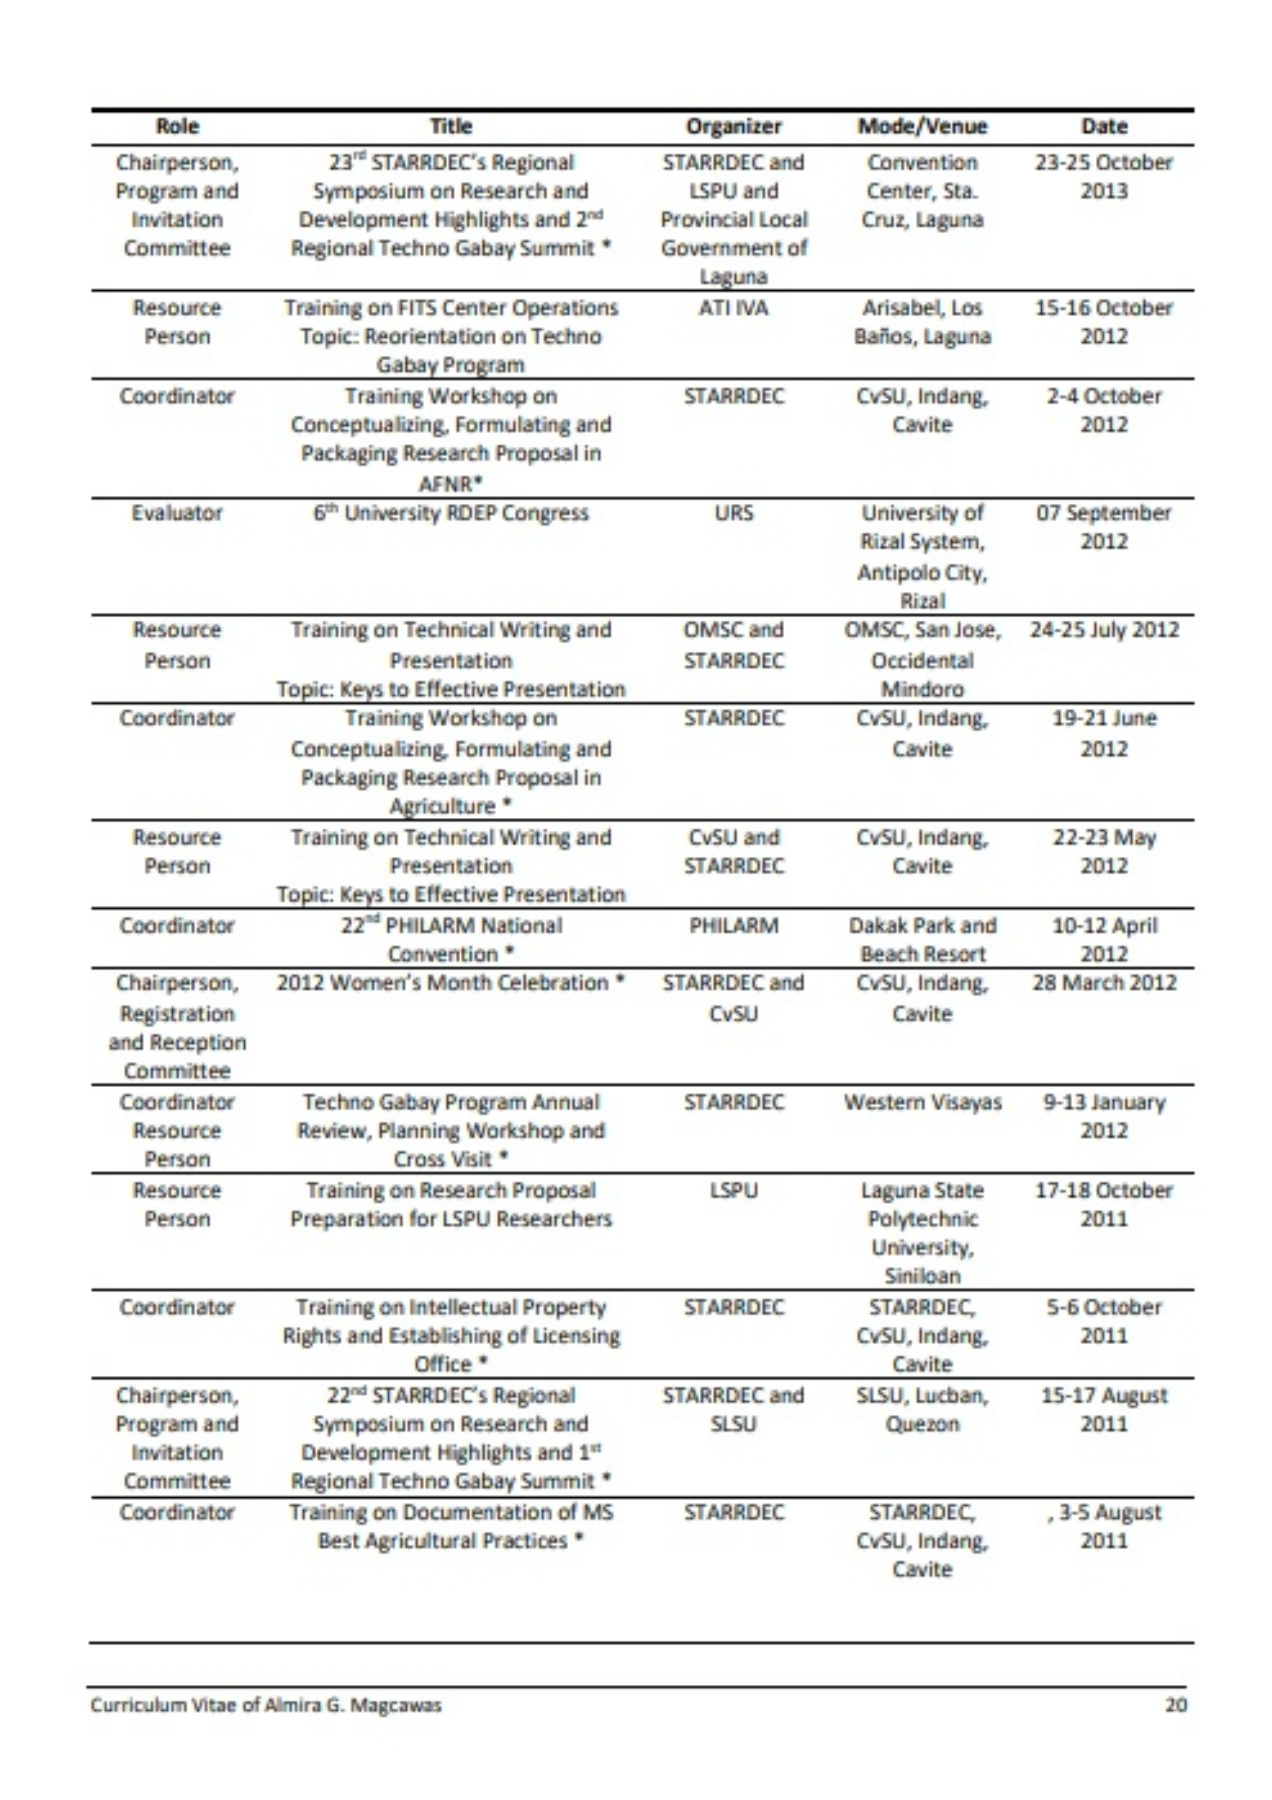 Role Title Organizer Mode/Venue Date
Chairperson, 23rd STARRDEC's Regional STARRDEC and Convention 23-25 October
Program and Symposium on Research and LSPU and Center, Sta. 2013
Invitation Development Highlights and 2nd Provincial Local Cruz, Laguna
Committee Regional Techno Gabay Summit * Government of
Laguna
Resource Training on FITS Center Operations ATI IVA Arisabel, Los 15-16 October
Person Topic: Reorientation on Techno Baños, Laguna 2012
Gabay Program
Coordinator Training Workshop on STARRDEC CvSU, Indang, 2-4 October
Conceptualizing, Formulating and Cavite 2012
Packaging Research Proposal in
AFNR*
Evaluator 6th University RDEP Congress URS University of 07 September
Rizal System, 2012
Antipolo City,
Rizal
Resource Training on Technical Writing and OMSC and OMSC, San Jose, 24-25 July 2012
Person Presentation STARRDEC Occidental
Topic: Keys to Effective Presentation Mindoro
Coordinator Training Workshop on STARRDEC CvSU, Indang, 19-21 June
Conceptualizing, Formulating and Cavite 2012
Packaging Research Proposal in
Agriculture *
Resource Training on Technical Writing and CvSU and CvSU, Indang, 22-23 May
Person Presentation STARRDEC Cavite 2012
Topic: Keys to Effective Presentation
Coordinator 22nd PHILARM National PHILARM Dakak Park and 10-12 April
Convention * Beach Resort 2012
Chairperson, 2012 Women's Month Celebration * STARRDEC and CvSU, Indang, 28 March 2012
Registration CvSU Cavite
and Reception
Committee
Coordinator Techno Gabay Program Annual STARRDEC Western Visayas 9-13 January
Resource Review, Planning Workshop and 2012
Person Cross Visit *
Resource Training on Research Proposal LSPU Laguna State 17-18 October
Person Preparation for LSPU Researchers Polytechnic 2011
University,
Siniloan
Coordinator Training on Intellectual Property STARRDEC STARRDEC, 5-6 October
Rights and Establishing of Licensing CvSU, Indang, 2011
Office * Cavite
Chairperson, 22nd STARRDEC's Regional STARRDEC and SLSU, Lucban, 15-17 August
Program and Symposium on Research and SLSU Quezon 2011
Invitation Development Highlights and 1st
Committee Regional Techno Gabay Summit *
Coordinator Training on Documentation of MS STARRDEC STARRDEC, , 3-5 August
Best Agricultural Practices * CvSU, Indang, 2011
Cavite
Curriculum Vitae of Almira G. Magcawas 20